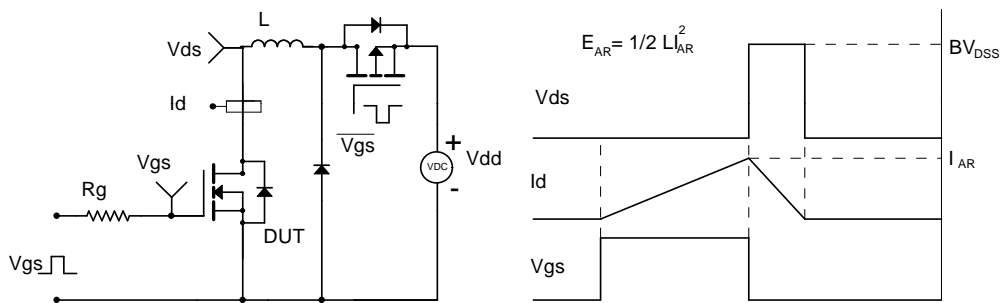 L
Vds
Id
Vgs
Vgs
Rg
DUT
Vgs
+
VDC
-
Vdd
E_AR = 1/2 LI_AR^2
BV_DSS
Vds
I_AR
Id
Vgs